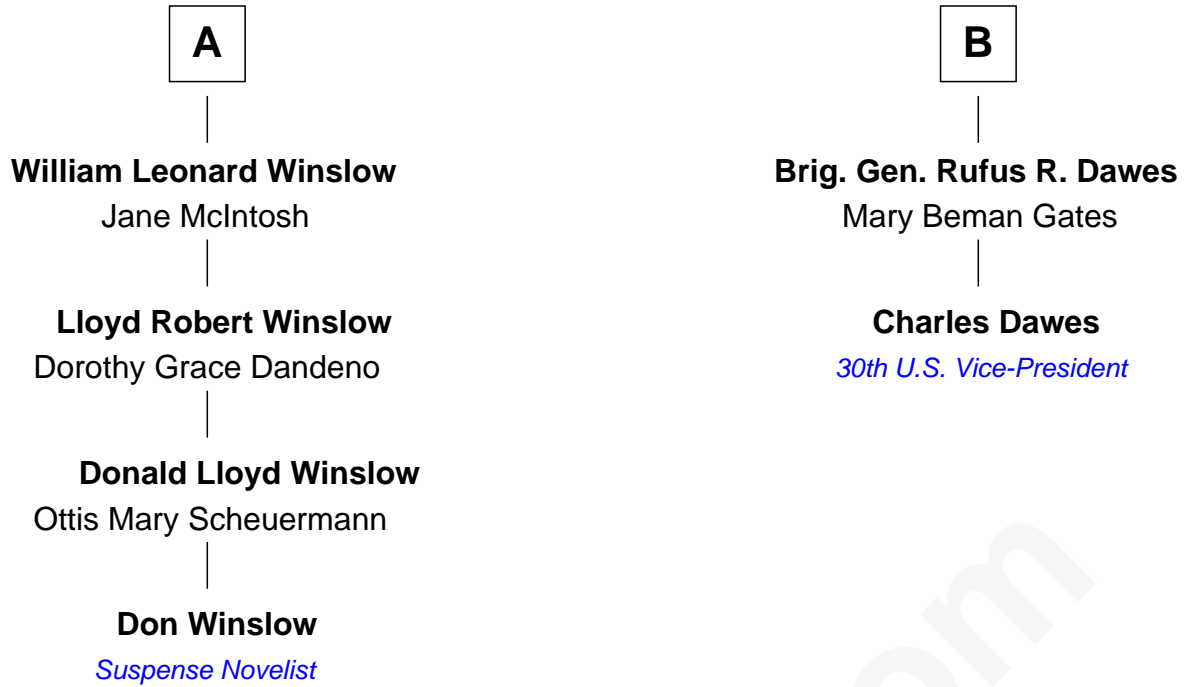 A
William Leonard Winslow
Jane McIntosh
Lloyd Robert Winslow
Dorothy Grace Dandeno
Donald Lloyd Winslow
Ottis Mary Scheuermann
Don Winslow
Suspense Novelist
B
Brig. Gen. Rufus R. Dawes
Mary Beman Gates
Charles Dawes
30th U.S. Vice-President
om